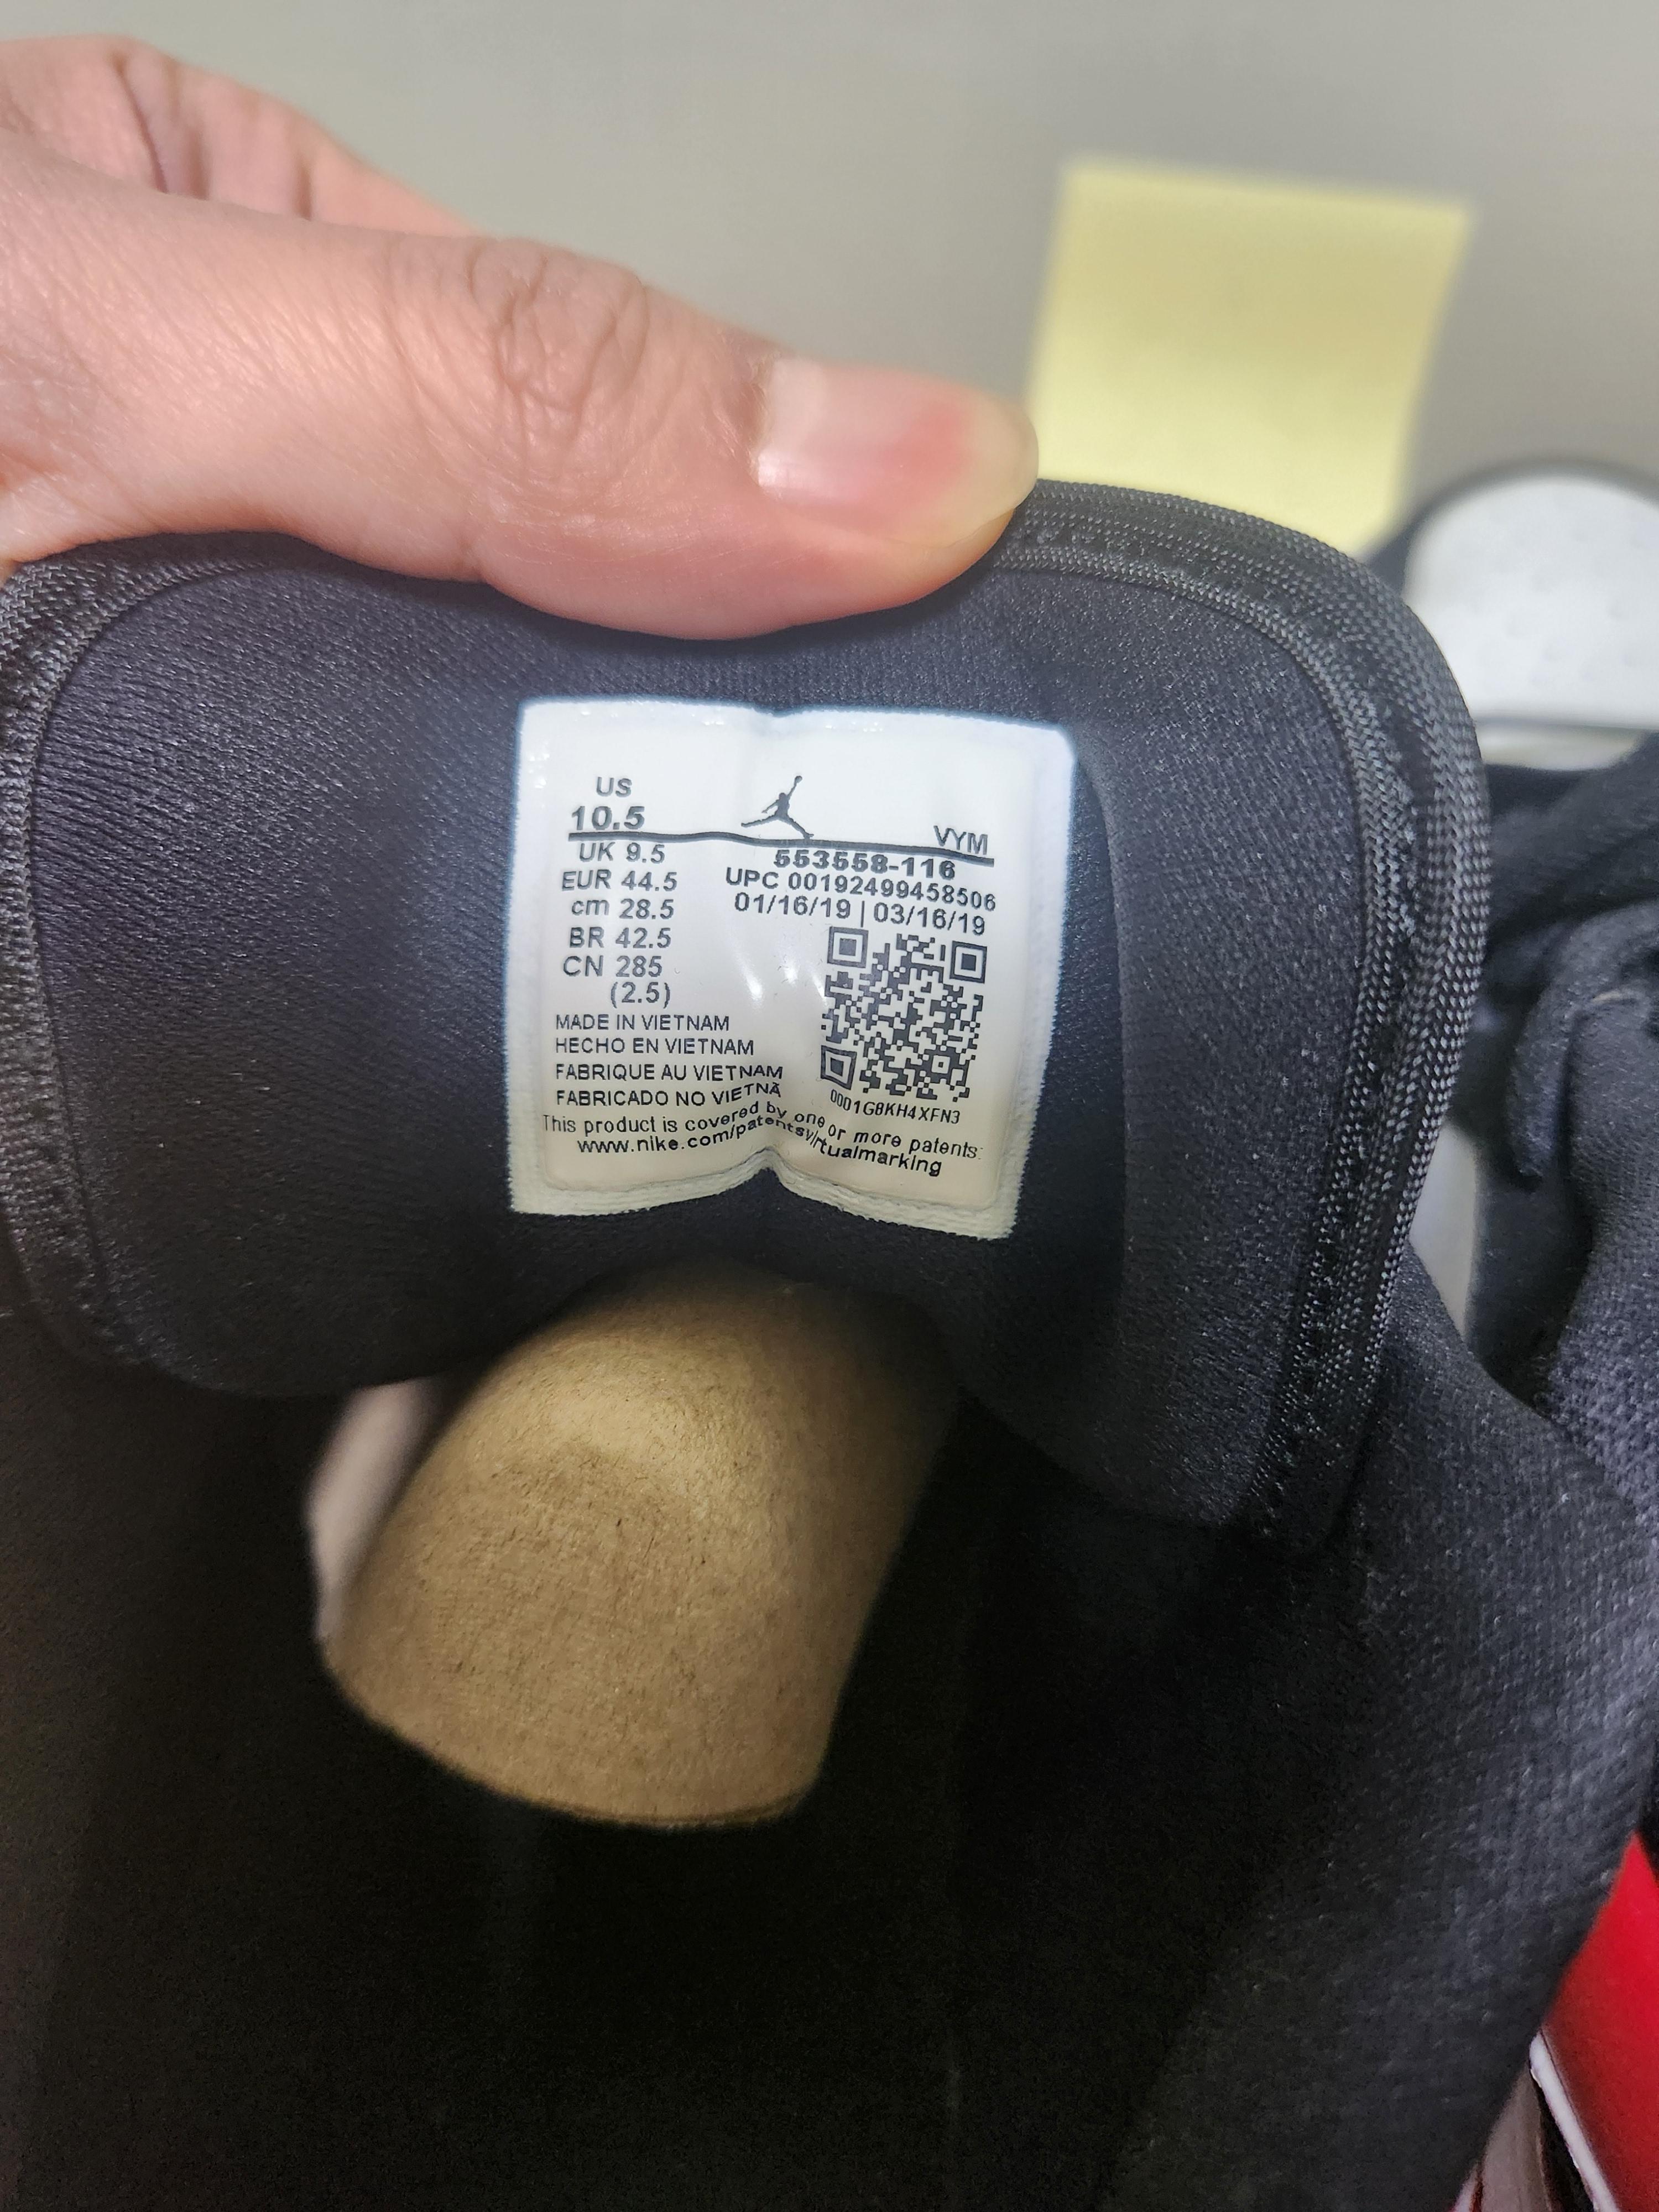 US
10.5
VYM
UK 9.5
EUR 44.5
cm 28.5
BR 42.5
CN 285
(2.5)
553558-116
UPC 00192499458506
01/16/19 | 03/16/19
MADE IN VIETNAM
HECHO EN VIETNAM
FABRIQUE AU VIETNAM
FABRICADO NO VIETNÃ
0001G8KH4XFN3
This product is covered by one or more patents:
www.nike.com/patentsvirtualmarking